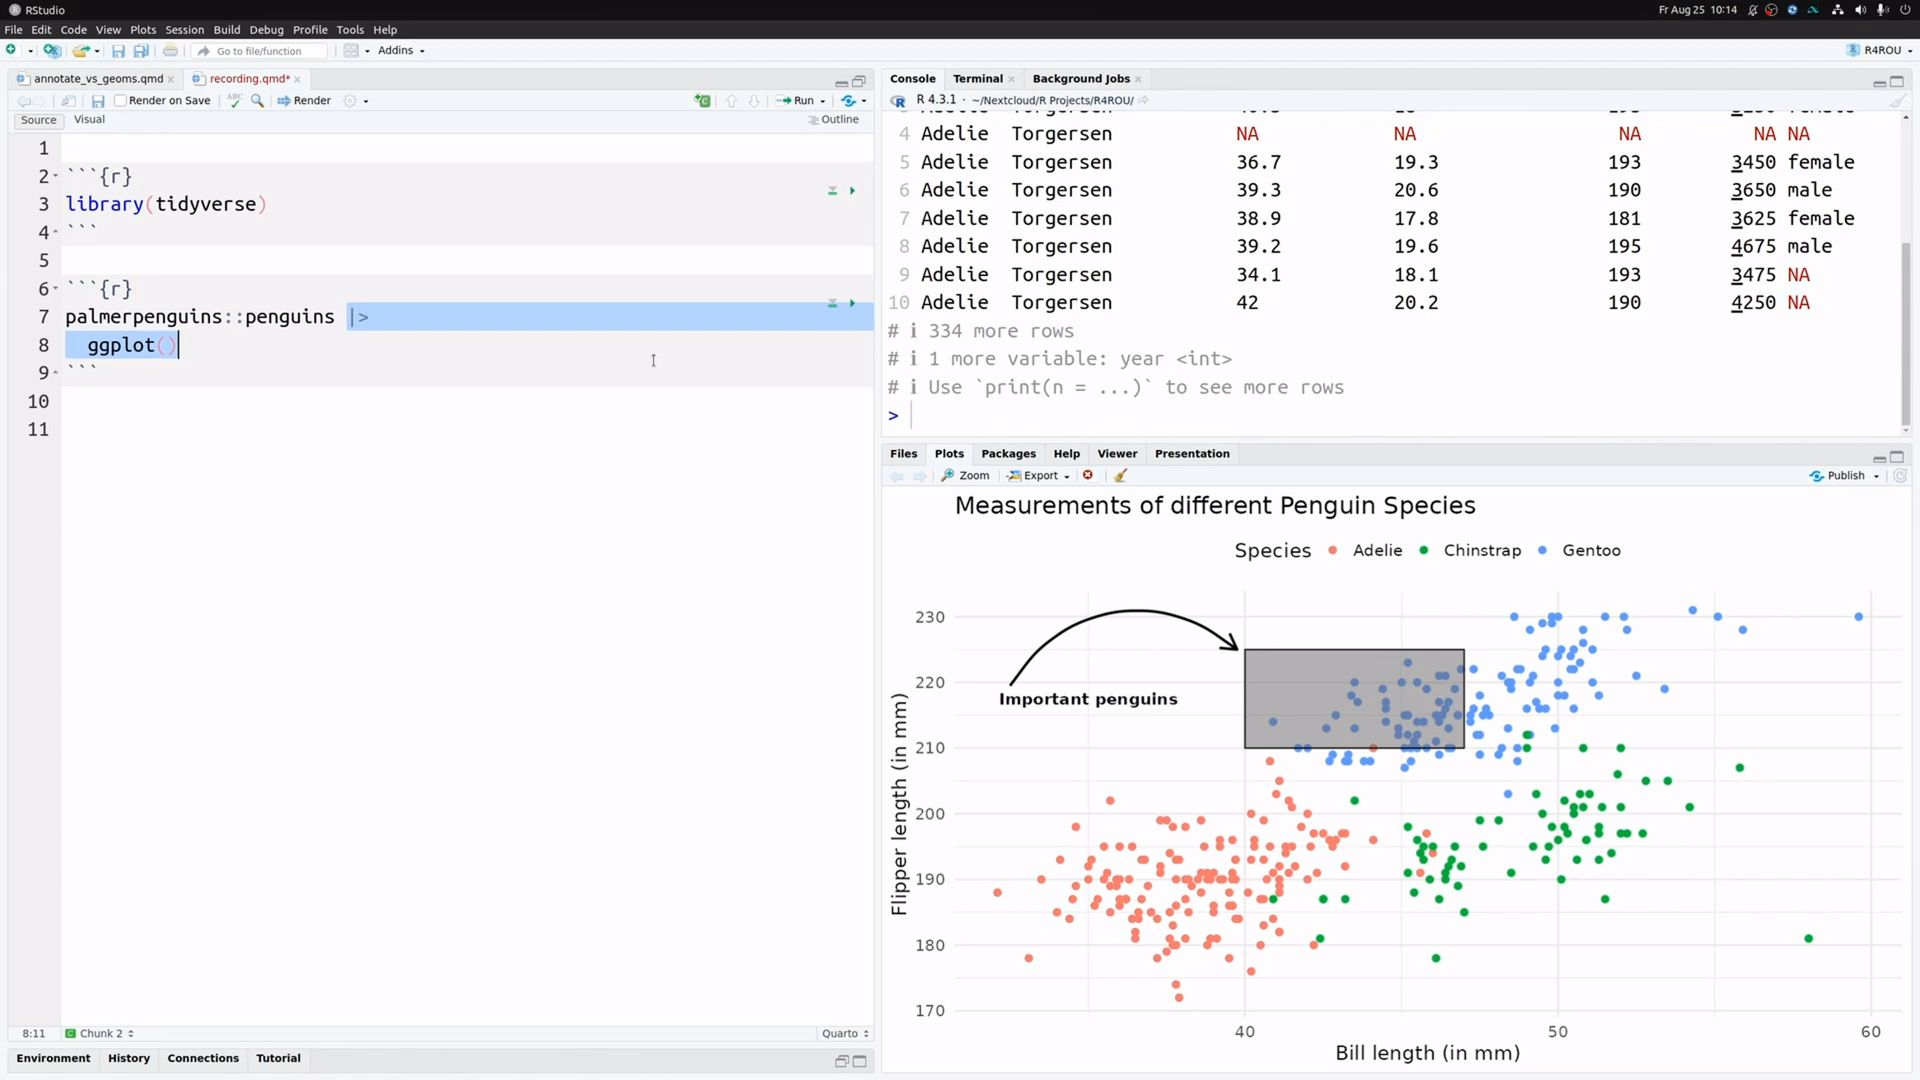 RStudio
Fr Aug 25 10:14
File Edit Code View Plots Session Build Debug Profile Tools Help
Go to file/function
Addins
R4ROU
annotate_vs_geoms.qmd
recording.qmd*
Render on Save
ABC
Render
Run
Source
Visual
Outline
1
2 ```{r}
3 library(tidyverse)
4 ```
5
6 ```{r}
7 palmerpenguins::penguins |>
8 ggplot()
9 ```
10
11
8:11
Chunk 2
Quarto
Environment History Connections Tutorial
Console Terminal Background Jobs
R 4.3.1 · ~/Nextcloud/R Projects/R4ROU/
4 Adelie Torgersen NA NA NA NA NA
5 Adelie Torgersen 36.7 19.3 193 3450 female
6 Adelie Torgersen 39.3 20.6 190 3650 male
7 Adelie Torgersen 38.9 17.8 181 3625 female
8 Adelie Torgersen 39.2 19.6 195 4675 male
9 Adelie Torgersen 34.1 18.1 193 3475 NA
10 Adelie Torgersen 42 20.2 190 4250 NA
# ℹ 334 more rows
# ℹ 1 more variable: year <int>
# ℹ Use `print(n = ...)` to see more rows
>
Files Plots Packages Help Viewer Presentation
Zoom Export Publish
Measurements of different Penguin Species
Species Adelie Chinstrap Gentoo
230
220
210
200
190
180
170
Flipper length (in mm)
Important penguins
40 50 60
Bill length (in mm)